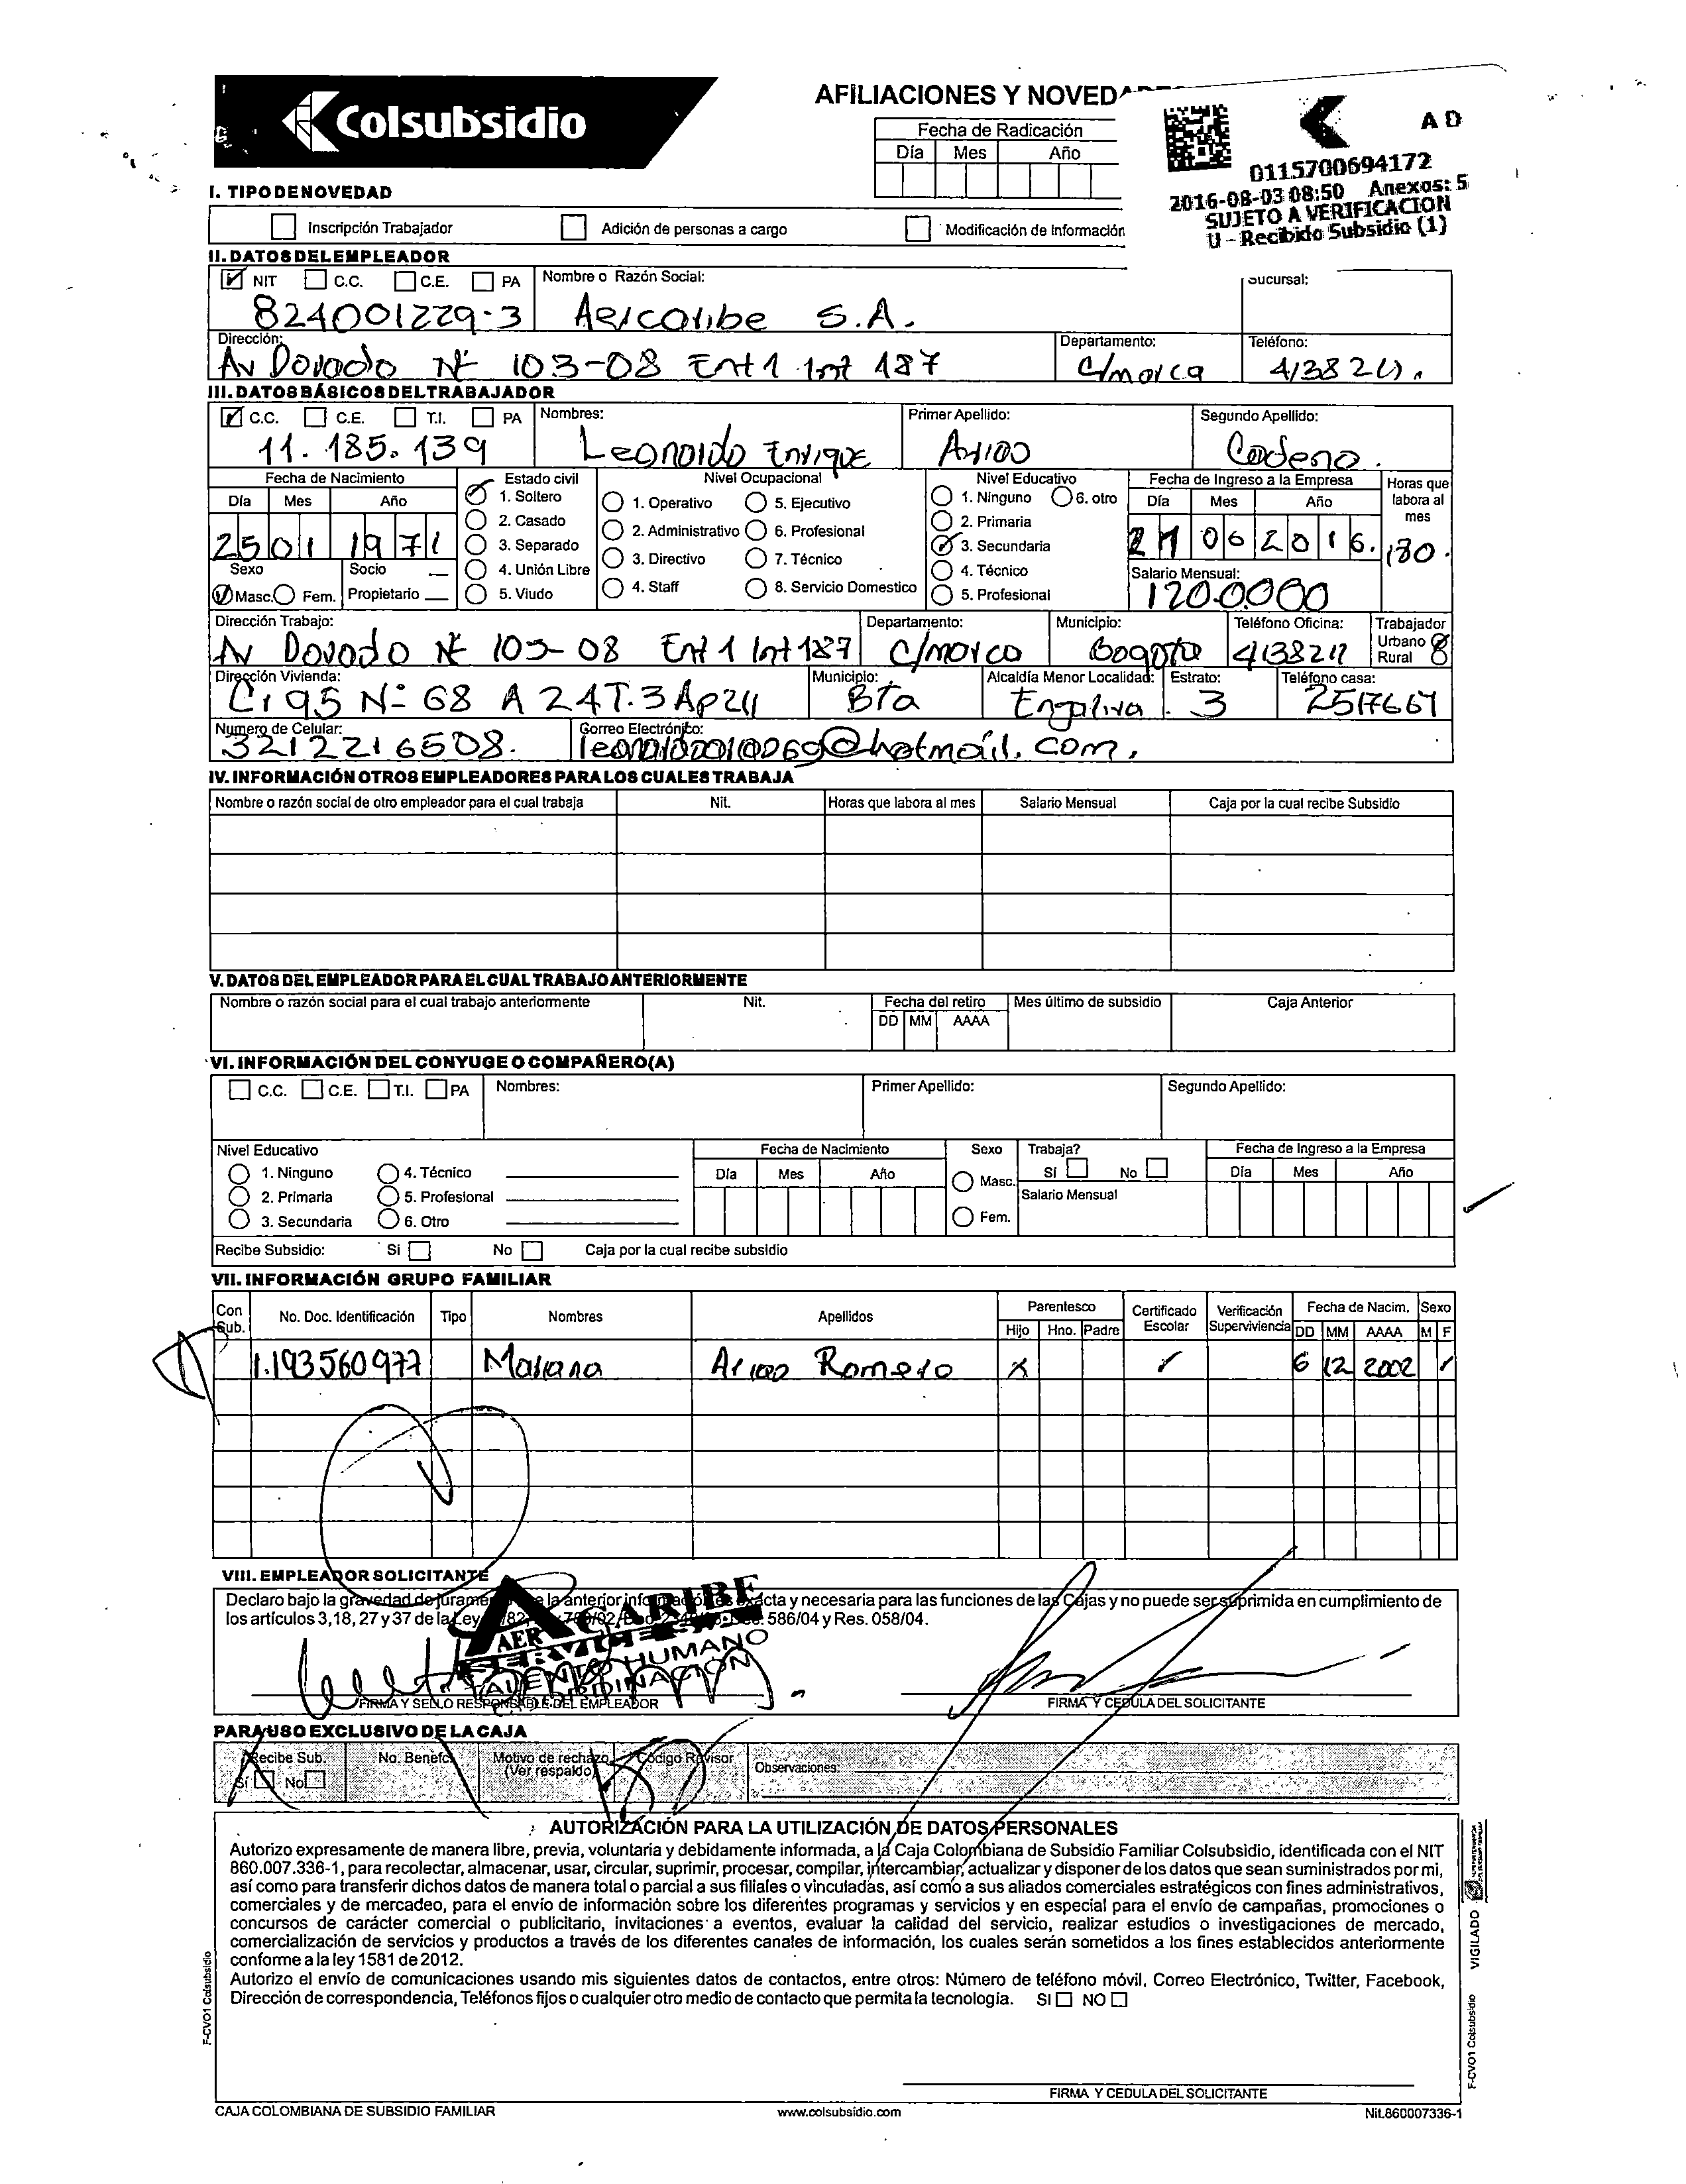 Colsubsidio
AFILIACIONES Y NOVED
Fecha de Radicación
Día Mes Año
A D
0115700694172
2016-08-03 08:50 Anexos: 5
SUJETO A VERIFICACION
U - Recibido Subsidio (1)
I. TIPO DE NOVEDAD
Inscripción Trabajador Adición de personas a cargo Modificación de Información
II. DATOS DEL EMPLEADOR
NIT C.C. C.E. PA Nombre o Razón Social: Sucursal:
824001229-3 Aericaribe S.A.
Dirección: Departamento: Teléfono:
Av Dorado N° 103-08 Ent 1 Int 187 C/marca
III. DATOS BÁSICOS DEL TRABAJADOR
C.C. C.E. T.I. PA Nombres: Primer Apellido: Segundo Apellido:
11.185.139 Leonaldo Enrique Cadena.
Fecha de Nacimiento Estado civil Nivel Ocupacional Nivel Educativo Fecha de Ingreso a la Empresa Horas que labora al mes
Día Mes Año 1. Soltero 1. Operativo 5. Ejecutivo 1. Ninguno 6. otro Día Mes Año
2. Casado 2. Administrativo 6. Profesional 2. Primaria
25 01 1971 3. Separado 3. Directivo 7. Técnico 3. Secundaria 06 2016. 180.
Sexo Socio 4. Unión Libre 4. Staff 8. Servicio Domestico 4. Técnico Salario Mensual:
Masc. Fem. Propietario 5. Viudo 5. Profesional 1200.000
Dirección Trabajo: Departamento: Municipio: Teléfono Oficina: Trabajador
Urbano
Rural
Av Dorado N° 103-08 Ent 1 Int 187 C/marca Bogota 4138211
Dirección Vivienda: Municipio: Alcaldía Menor Localidad: Estrato: Teléfono casa:
Cr 95 N° 68 A 24 T.3 Ap 211 Bta Engativa. 3 2517667
Numero de Celular: Correo Electrónico:
3212216508. @hotmail.com.
IV. INFORMACIÓN OTROS EMPLEADORES PARA LOS CUALES TRABAJA
Nombre o razón social de otro empleador para el cual trabaja Nit. Horas que labora al mes Salario Mensual Caja por la cual recibe Subsidio
V. DATOS DEL EMPLEADOR PARA EL CUAL TRABAJO ANTERIORMENTE
Nombre o razón social para el cual trabajo anteriormente Nit. Fecha del retiro Mes último de subsidio Caja Anterior
DD MM AAAA
VI. INFORMACIÓN DEL CONYUGE O COMPAÑERO(A)
C.C. C.E. T.I. PA Nombres: Primer Apellido: Segundo Apellido:
Nivel Educativo Fecha de Nacimiento Sexo Trabaja? Fecha de Ingreso a la Empresa
1. Ninguno 4. Técnico Día Mes Año Masc. Sí No Día Mes Año
2. Primaria 5. Profesional Salario Mensual
3. Secundaria 6. Otro Fem.
Recibe Subsidio: Si No Caja por la cual recibe subsidio
VII. INFORMACIÓN GRUPO FAMILIAR
Con Sub. No. Doc. Identificación Tipo Nombres Apellidos Parentesco Certificado Escolar Verificación Superviviencia Fecha de Nacim. Sexo
Hijo Hno. Padre DD MM AAAA M F
1.193560977 Mariana Romero X 6 12 2002
VIII. EMPLEADOR SOLICITANTE
Declaro bajo la gravedad de juramento la anterior información es exacta y necesaria para las funciones de las Cajas y no puede ser suprimida en cumplimiento de
los artículos 3,18, 27 y 37 de la Ley 586/04 y Res. 058/04.
AEROCARIBE
HUMANO
FIRMA Y SELLO RESPONSABLE DEL EMPLEADOR FIRMA Y CEDULA DEL SOLICITANTE
PARA USO EXCLUSIVO DE LA CAJA
Recibe Sub. No. Benefc. Motivo de rechazo Código Revisor Observaciones:
Sí No (Ver respaldo)
AUTORIZACIÓN PARA LA UTILIZACIÓN DE DATOS PERSONALES
Autorizo expresamente de manera libre, previa, voluntaria y debidamente informada, a la Caja Colombiana de Subsidio Familiar Colsubsidio, identificada con el NIT
860.007.336-1, para recolectar, almacenar, usar, circular, suprimir, procesar, compilar, intercambiar, actualizar y disponer de los datos que sean suministrados por mi,
así como para transferir dichos datos de manera total o parcial a sus filiales o vinculadas, así como a sus aliados comerciales estratégicos con fines administrativos,
comerciales y de mercadeo, para el envío de información sobre los diferentes programas y servicios y en especial para el envío de campañas, promociones o
concursos de carácter comercial o publicitario, invitaciones a eventos, evaluar la calidad del servicio, realizar estudios o investigaciones de mercado,
comercialización de servicios y productos a través de los diferentes canales de información, los cuales serán sometidos a los fines establecidos anteriormente
conforme a la ley 1581 de 2012.
Autorizo el envío de comunicaciones usando mis siguientes datos de contactos, entre otros: Número de teléfono móvil, Correo Electrónico, Twitter, Facebook,
Dirección de correspondencia, Teléfonos fijos o cualquier otro medio de contacto que permita la tecnología. SI NO
FIRMA Y CEDULA DEL SOLICITANTE
F-CVO1 Colsubsidio
F-CVO1 Colsubsidio VIGILADO
CAJA COLOMBIANA DE SUBSIDIO FAMILIAR www.colsubsidio.com Nit.860007336-1